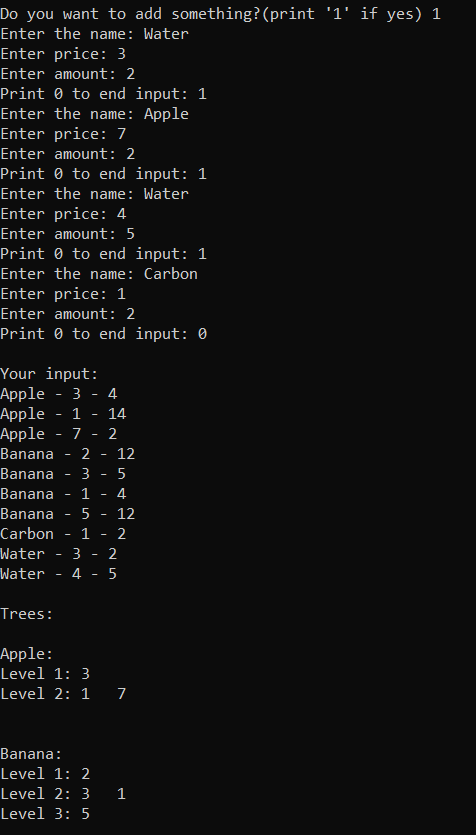 Do you want to add something?(print '1' if yes) 1
Enter the name: Water
Enter price: 3
Enter amount: 2
Print 0 to end input: 1
Enter the name: Apple
Enter price: 7
Enter amount: 2
Print 0 to end input: 1
Enter the name: Water
Enter price: 4
Enter amount: 5
Print 0 to end input: 1
Enter the name: Carbon
Enter price: 1
Enter amount: 2
Print 0 to end input: 0
Your input:
Apple - 3 - 4
Apple - 1 - 14
Apple - 7 - 2
Banana - 2 - 12
Banana - 3 - 5
Banana - 1 - 4
Banana - 5 - 12
Carbon - 1 - 2
Water - 3 - 2
Water - 4 - 5
Trees:
Apple:
Level 1: 3
Level 2: 1   7
Banana:
Level 1: 2
Level 2: 3   1
Level 3: 5